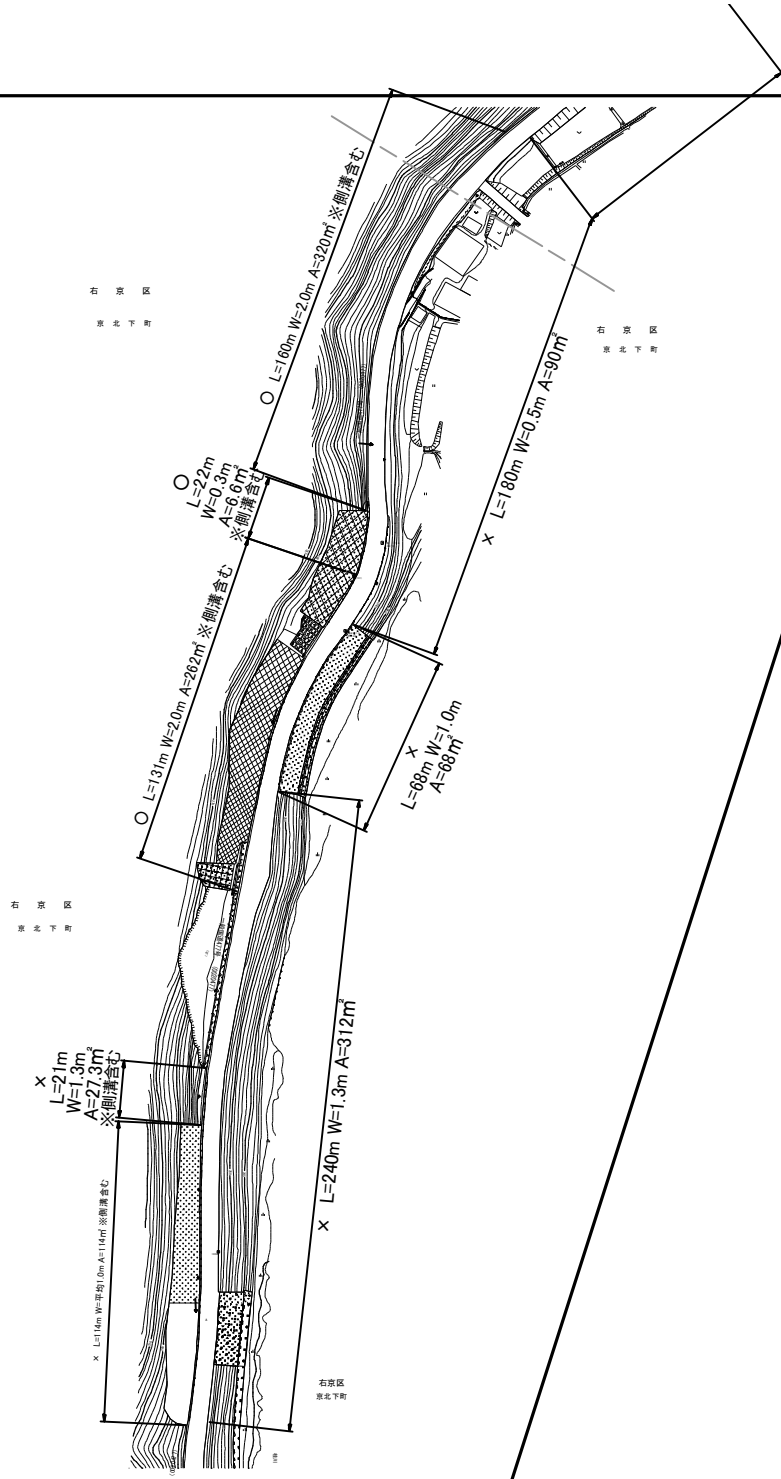 ○ L=160m W=2.0m A=320㎡ ※側溝含む
右 京 区
京 北 下 町
右 京 区
京 北 下 町
× L=180m W=0.5m A=90㎡
○
L=22m
W=0.3m
A=6.6㎡
※側溝含む
○ L=131m W=2.0m A=262㎡ ※側溝含む
×
L=68m W=1.0m
A=68㎡
右 京 区
京 北 下 町
×
L=21m
W=1.3m
A=27.3㎡
※側溝含む
× L=240m W=1.3m A=312㎡
× L=114m W=平均1.0m A=114㎡ ※側溝含む
右京区
京北下町